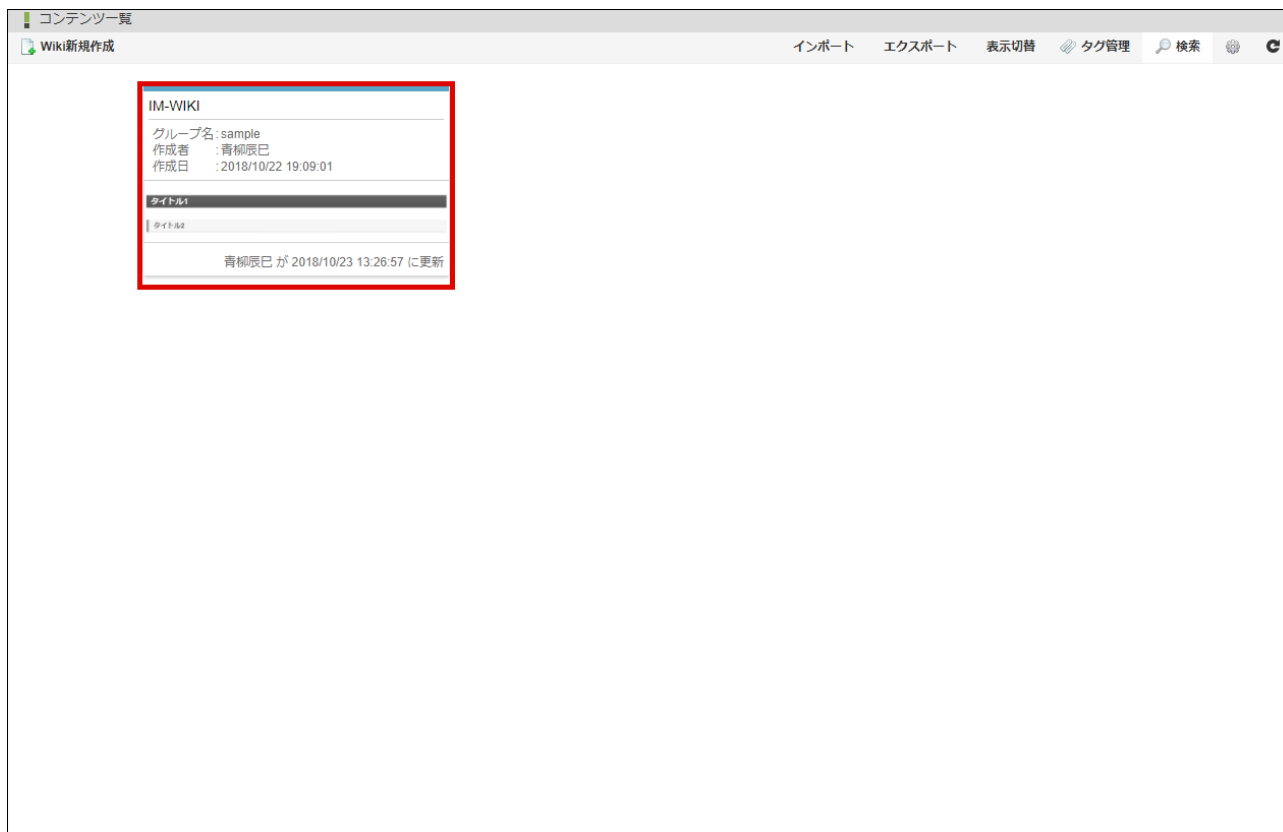 コンテンツ一覧
Wiki新規作成 インポート エクスポート 表示切替 タグ管理 検索
IM-WIKI
グループ名 : sample
作成者 : 青柳辰巳
作成日 : 2018/10/22 19:09:01
タイトル1
タイトル2
青柳辰巳 が 2018/10/23 13:26:57 に更新